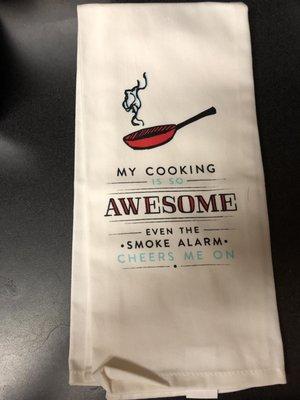 MY COOKING
IS SO
AWESOME
EVEN THE
•SMOKE ALARM•
CHEERS ME ON